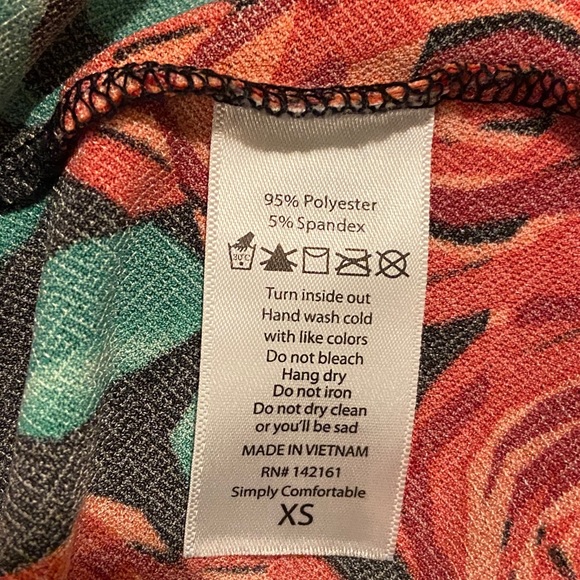 95% Polyester
5% Spandex
30°C
Turn inside out
Hand wash cold
with like colors
Do not bleach
Hang dry
Do not iron
Do not dry clean
or you'll be sad
MADE IN VIETNAM
RN# 142161
Simply Comfortable
XS